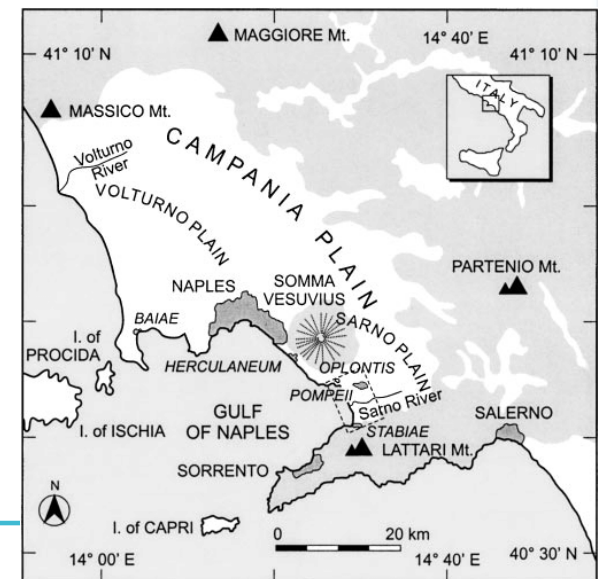 MAGGIORE Mt.
14° 40' E
41° 10' N
41° 10' N
MASSICO Mt.
ITALY
CAMPANIA PLAIN
Volturno
River
VOLTURNO PLAIN
PARTENIO Mt.
NAPLES
SOMMA
VESUVIUS
BAIAE
SARNO PLAIN
I. of
PROCIDA
HERCULANEUM
OPLONTIS
POMPEII
Sarno River
GULF
OF NAPLES
SALERNO
I. of ISCHIA
STABIAE
LATTARI Mt.
SORRENTO
N
I. of CAPRI
0
20 km
14° 00' E
14° 40' E
40° 30' N